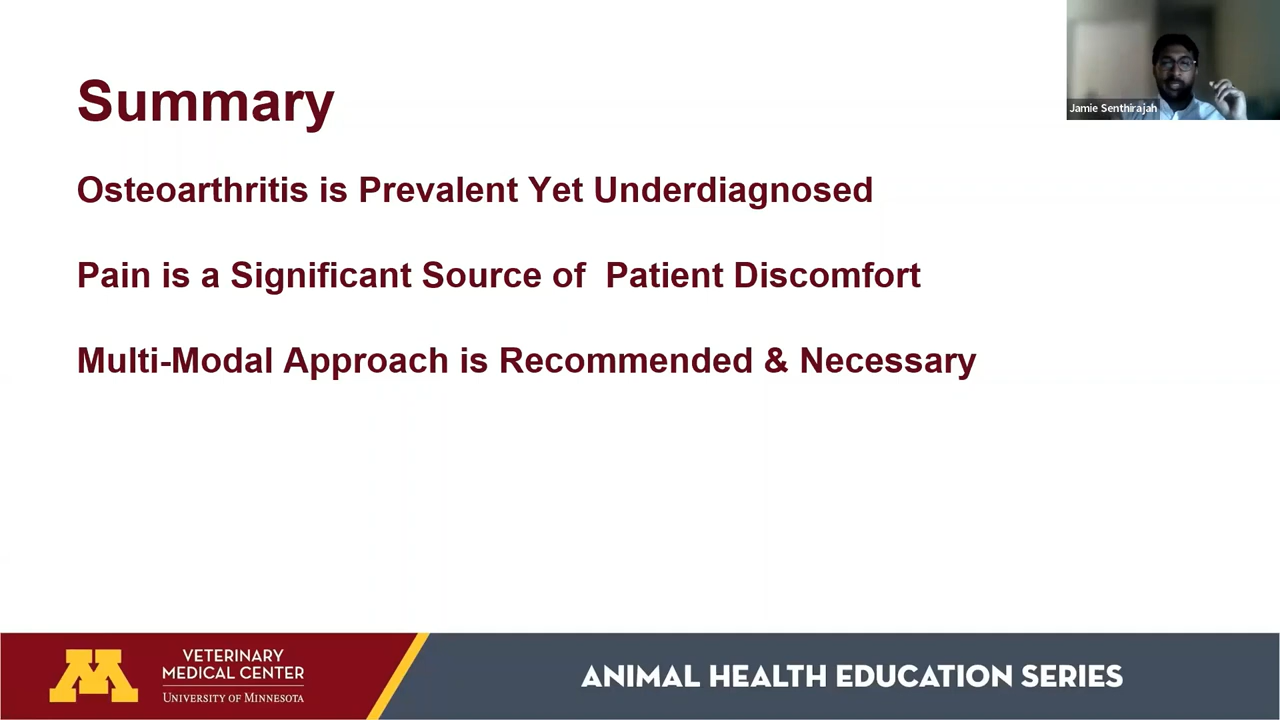 Jamie Senthirajah
Summary
Osteoarthritis is Prevalent Yet Underdiagnosed
Pain is a Significant Source of  Patient Discomfort
Multi-Modal Approach is Recommended & Necessary
M
VETERINARY
MEDICAL CENTER
UNIVERSITY OF MINNESOTA
ANIMAL HEALTH EDUCATION SERIES